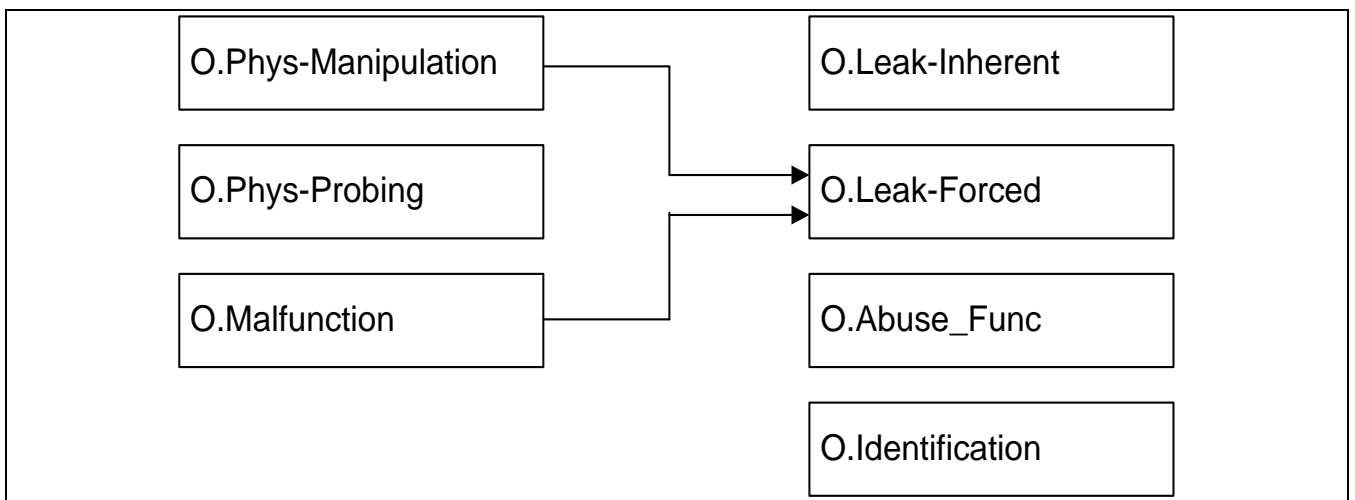 O.Phys-Manipulation
O.Leak-Inherent
O.Phys-Probing
O.Leak-Forced
O.Malfunction
O.Abuse_Func
O.Identification